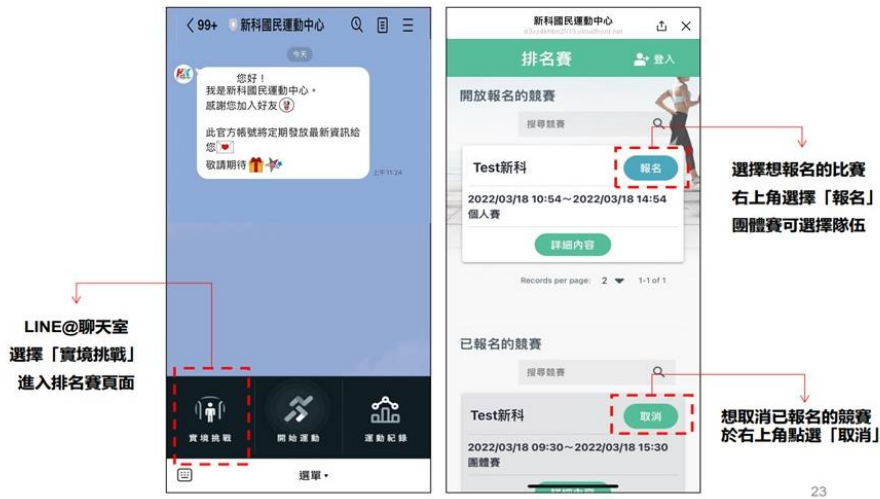 99+ 新科國民運動中心
今天
您好！
我是新科國民運動中心。
感謝您加入好友
此官方帳號將定期發放最新資訊給
您
敬請期待
上午11:24
LINE@聊天室
選擇「實境挑戰」
進入排名賽頁面
實境挑戰
開始運動
運動紀錄
選單
新科國民運動中心
排名賽
登入
開放報名的競賽
搜尋競賽
Test新科
報名
2022/03/18 10:54～2022/03/18 14:54
個人賽
詳細內容
Records per page: 2 1-1 of 1
已報名的競賽
搜尋競賽
Test新科
取消
2022/03/18 09:30～2022/03/18 15:30
團體賽
選擇想報名的比賽
右上角選擇「報名」
團體賽可選擇隊伍
想取消已報名的競賽
於右上角點選「取消」
23